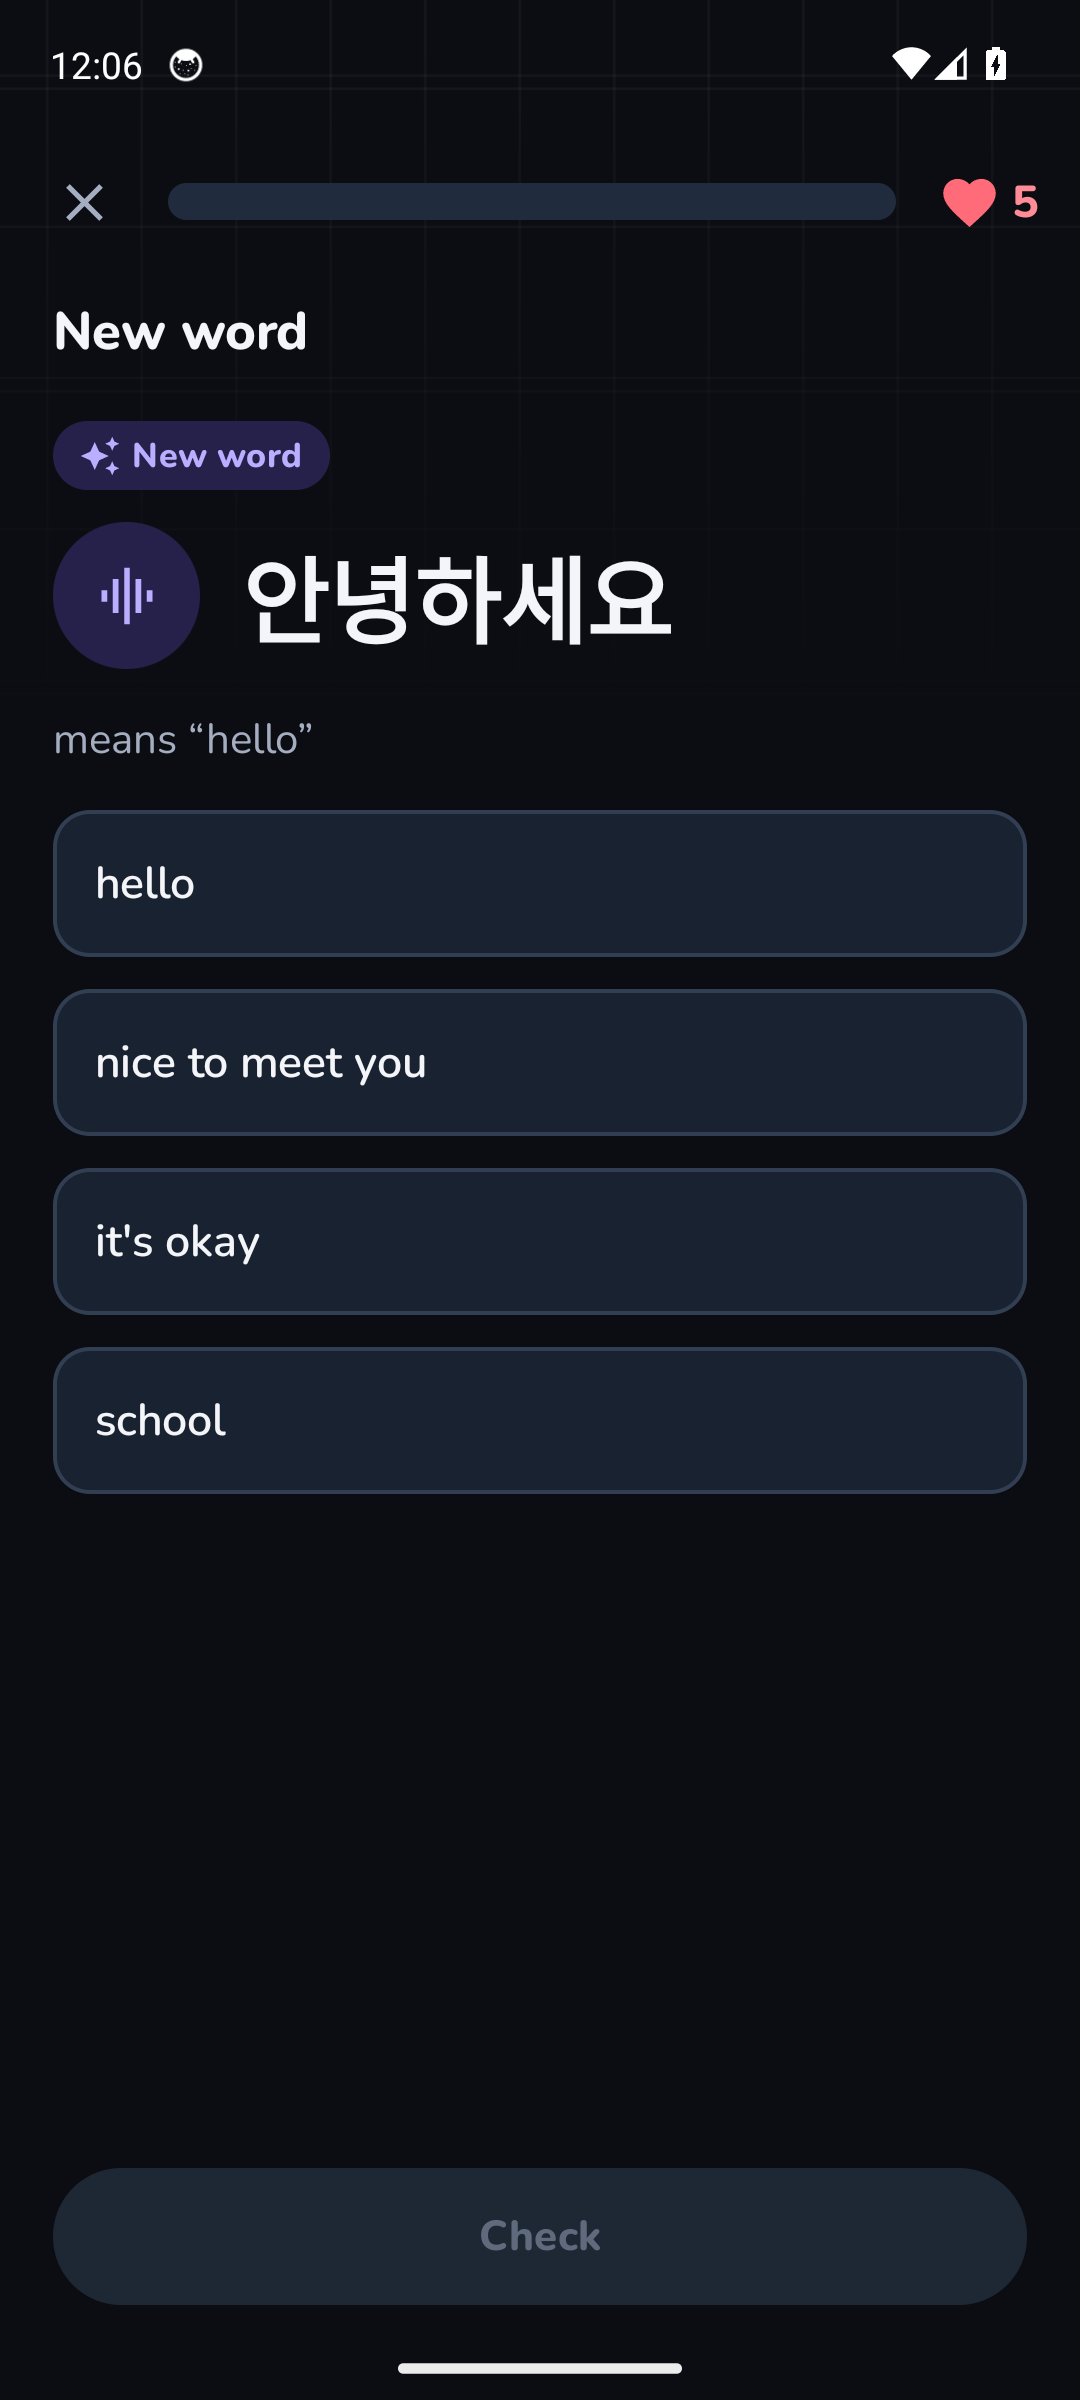 12:06
5
New word
New word
안녕하세요
means “hello”
hello
nice to meet you
it's okay
school
Check